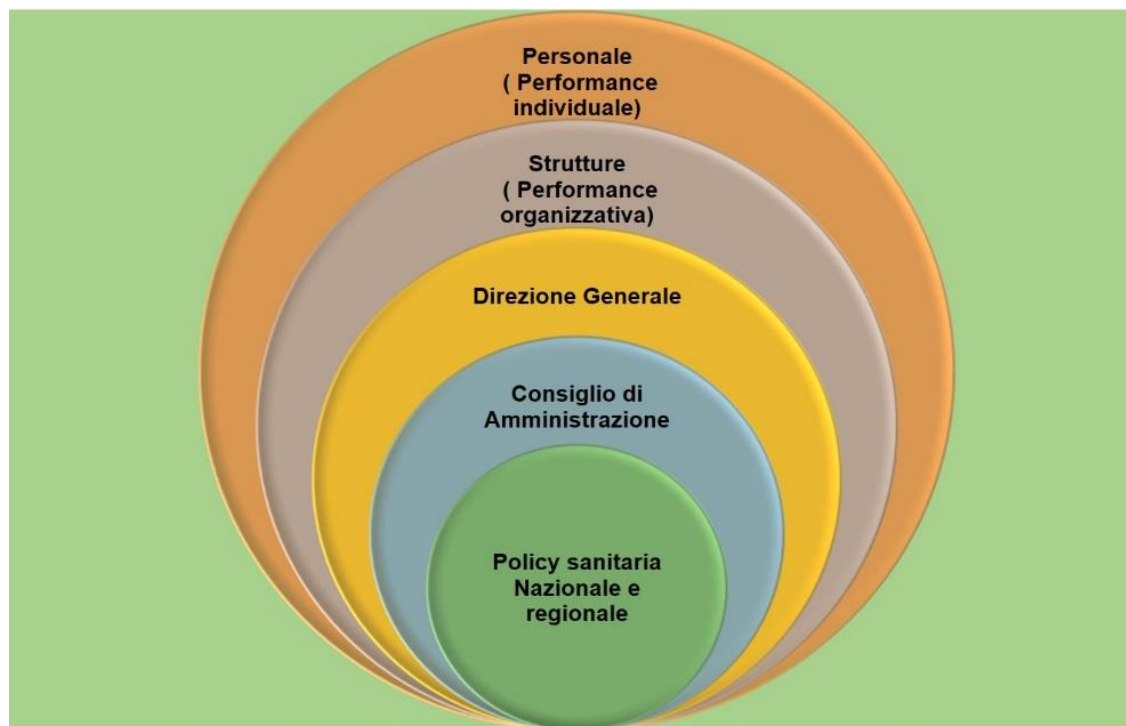 Personale
( Performance
individuale)
Strutture
( Performance
organizzativa)
Direzione Generale
Consiglio di
Amministrazione
Policy sanitaria
Nazionale e
regionale